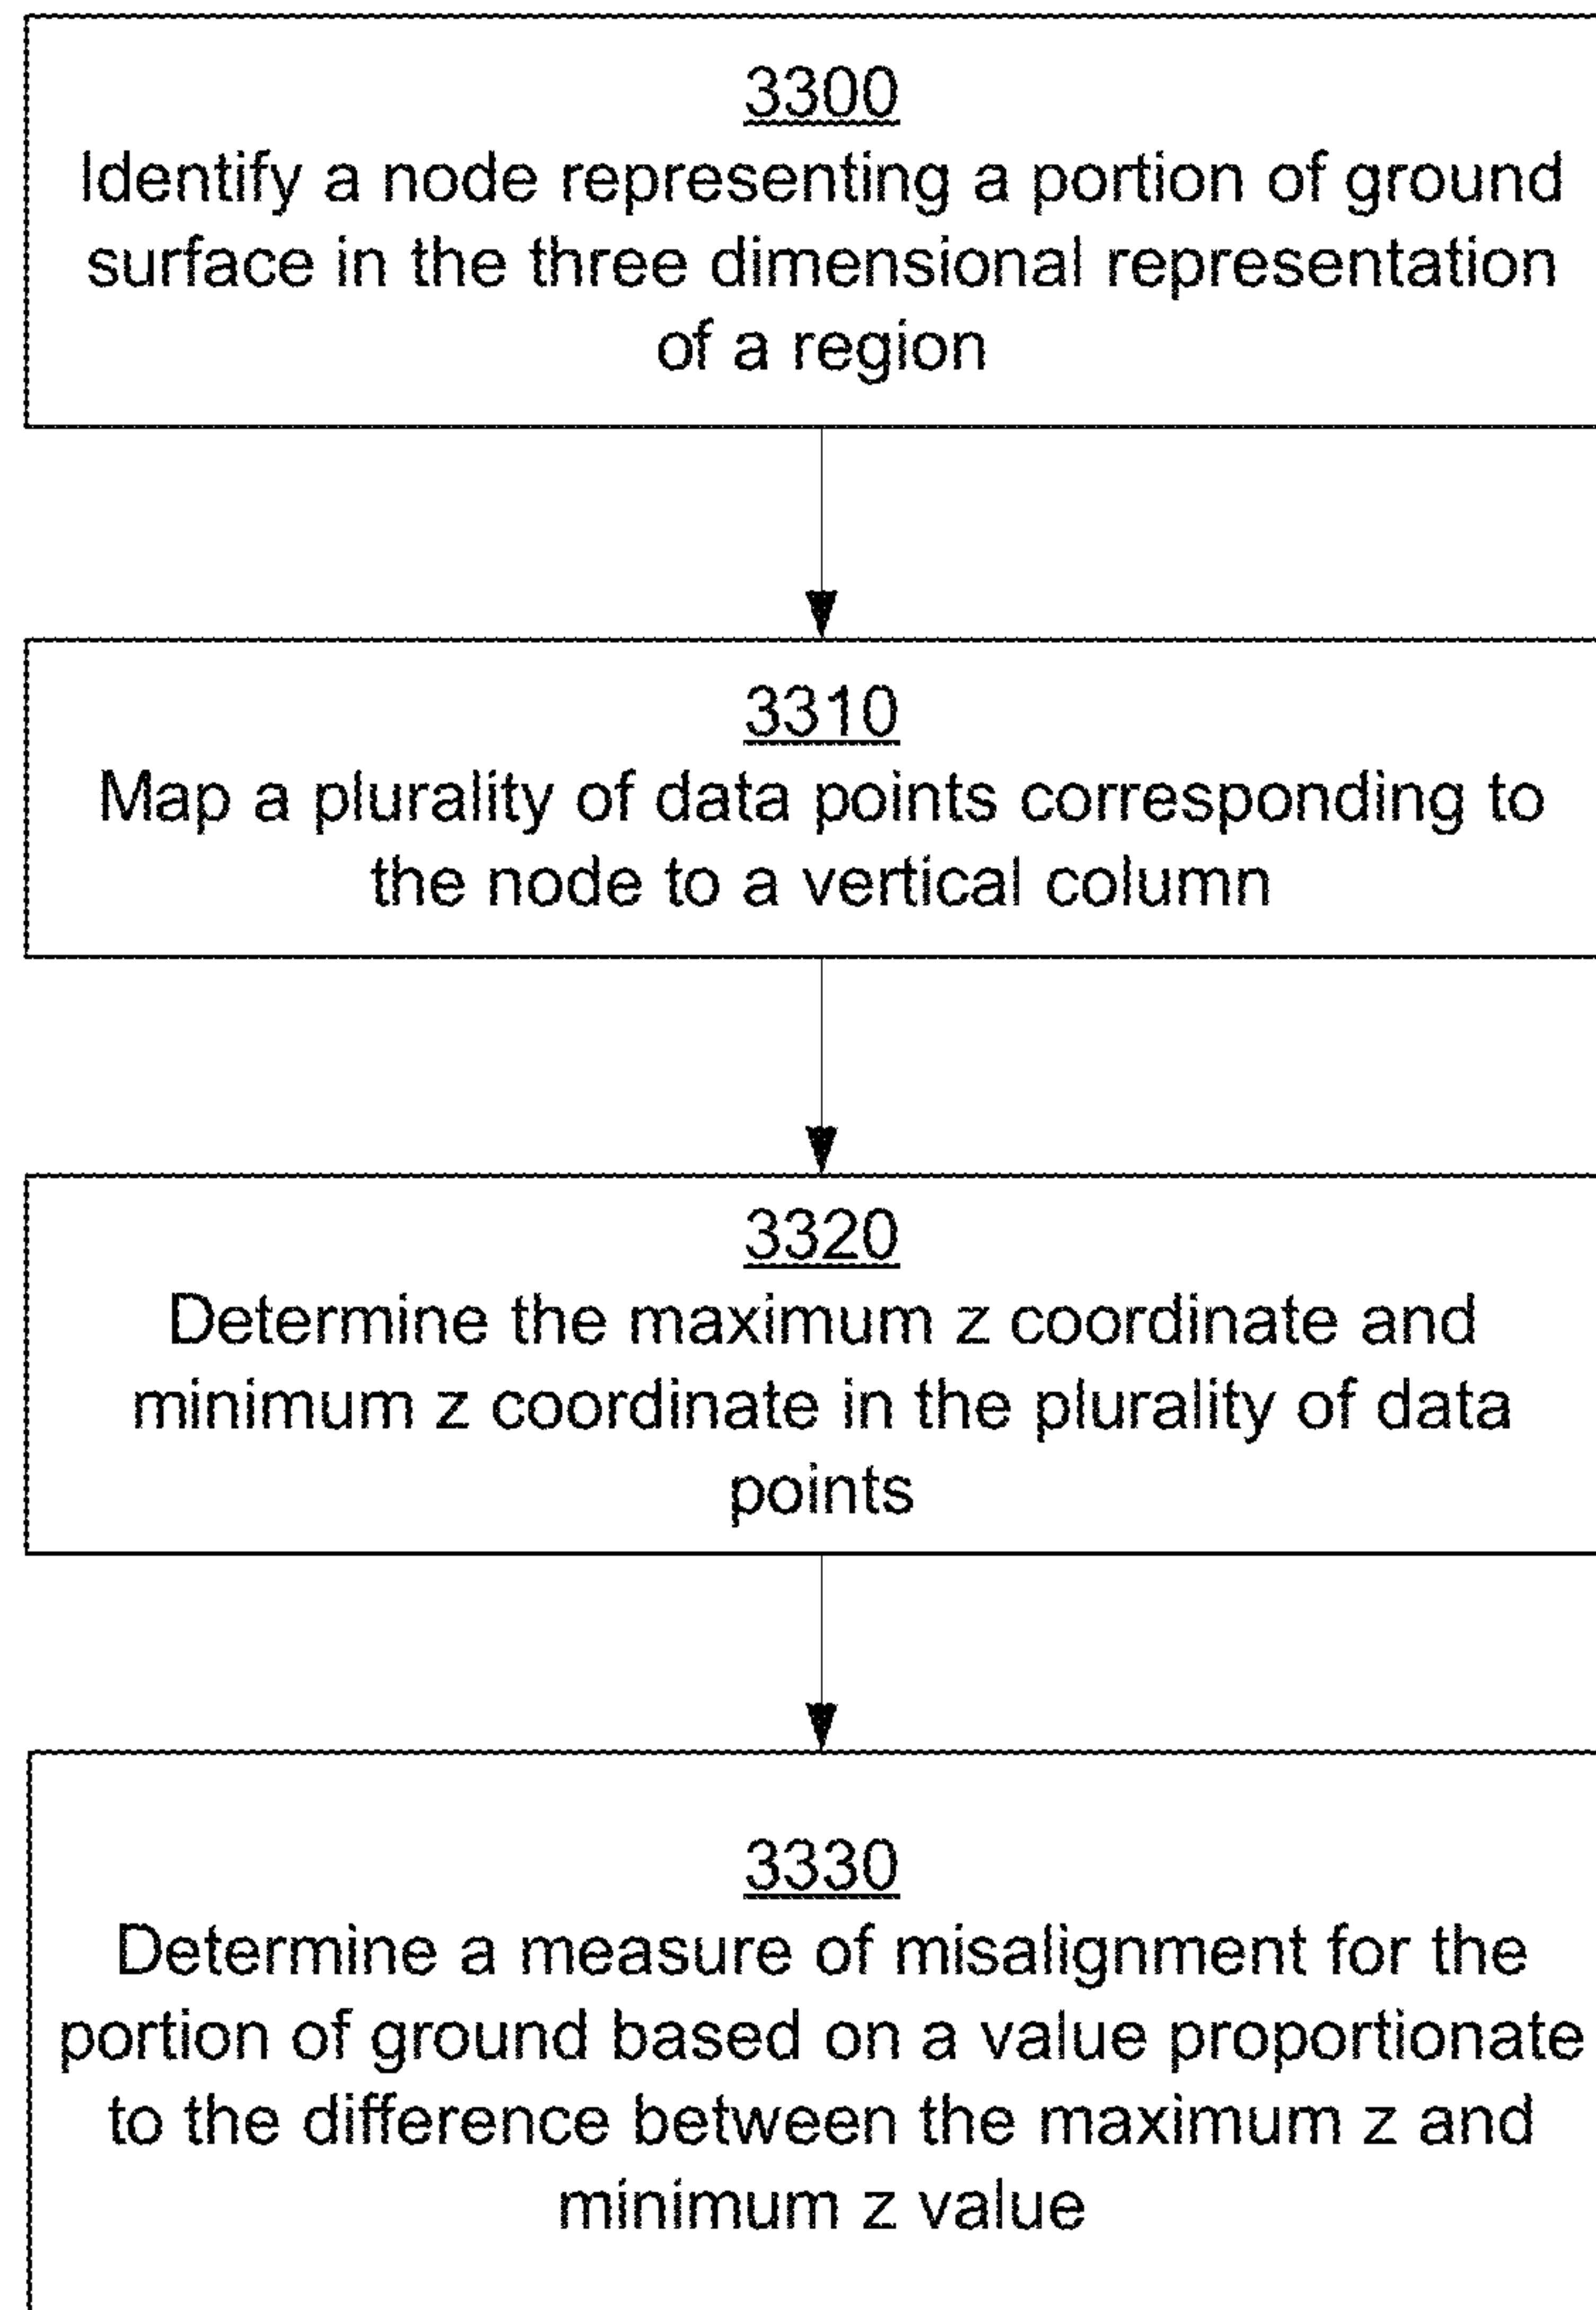 3300
Identify a node representing a portion of ground
surface in the three dimensional representation
of a region
3310
Map a plurality of data points corresponding to
the node to a vertical column
3320
Determine the maximum z coordinate and
minimum z coordinate in the plurality of data
points
3330
Determine a measure of misalignment for the
portion of ground based on a value proportionate
to the difference between the maximum z and
minimum z value